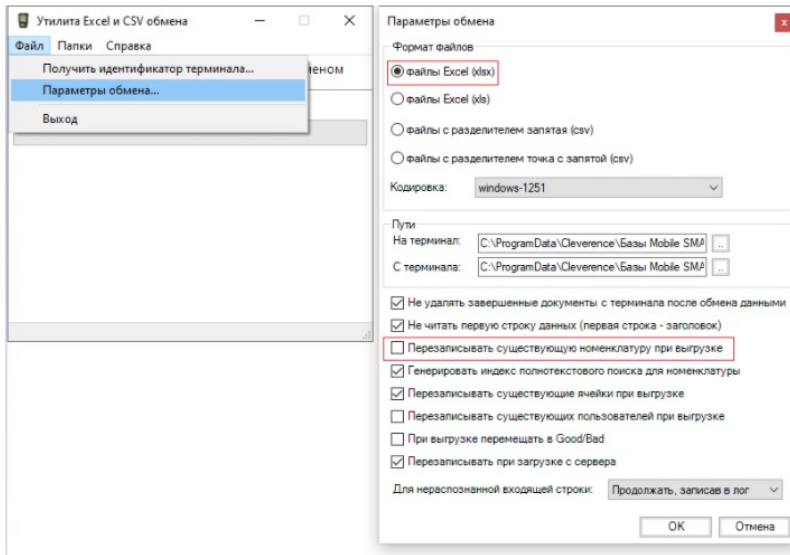 Утилита Excel и CSV обмена
Файл Папки Справка
Получить идентификатор терминала...
Параметры обмена...
Выход
Параметры обмена
Формат файлов
файлы Excel (xlsx)
файлы Excel (xls)
файлы с разделителем запятая (csv)
файлы с разделителем точка с запятой (csv)
Кодировка: windows-1251
Пути
На терминал: C:\ProgramData\Cleverence\Базы Mobile SMA ..
С терминала: C:\ProgramData\Cleverence\Базы Mobile SMA ..
Не удалять завершенные документы с терминала после обмена данными
Не читать первую строку данных (первая строка - заголовок)
Перезаписывать существующую номенклатуру при выгрузке
Генерировать индекс полнотекстового поиска для номенклатуры
Перезаписывать существующие ячейки при выгрузке
Перезаписывать существующих пользователей при выгрузке
При выгрузке перемещать в Good/Bad
Перезаписывать при загрузке с сервера
Для нераспознанной входящей строки: Продолжать, записав в лог
OK Отмена